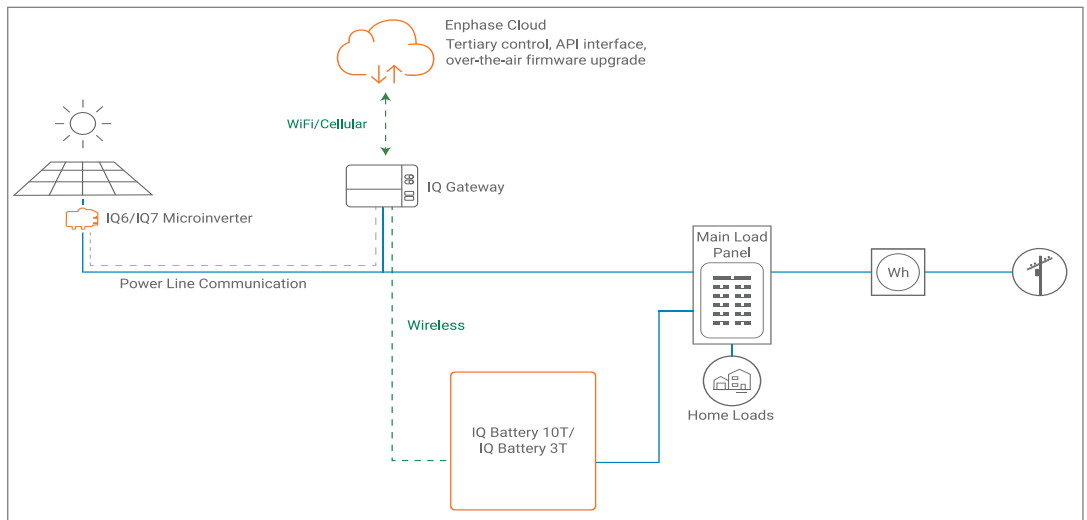 Enphase Cloud
Tertiary control, API interface,
over-the-air firmware upgrade
WiFi/Cellular
IQ Gateway
IQ6/IQ7 Microinverter
Main Load
Panel
Wh
Power Line Communication
Wireless
Home Loads
IQ Battery 10T/
IQ Battery 3T